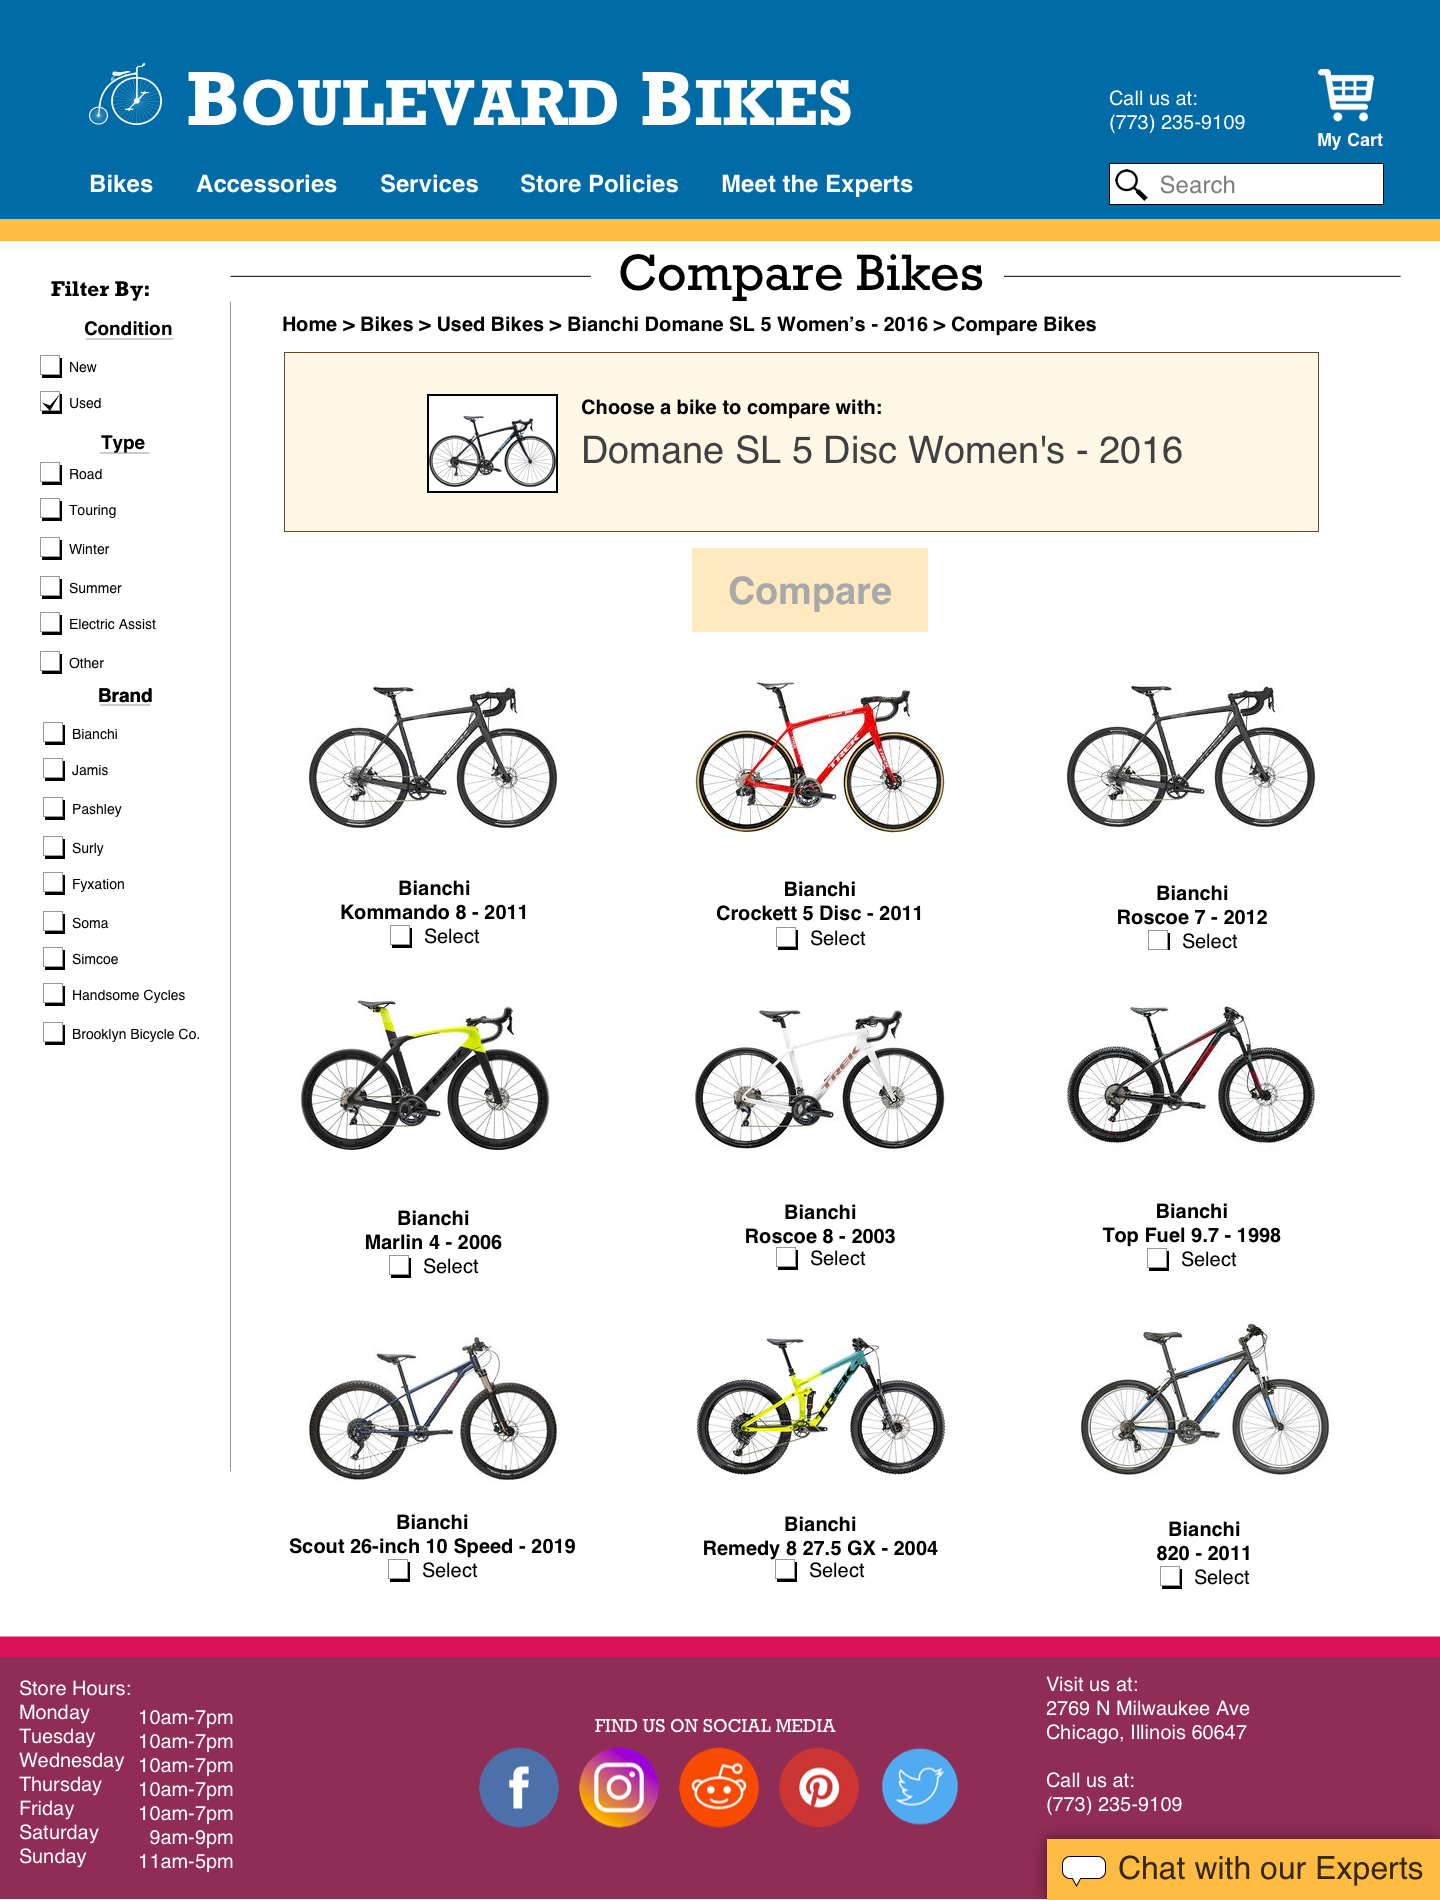 BOULEVARD BIKES
Call us at:
(773) 235-9109
My Cart
Bikes Accessories Services Store Policies Meet the Experts
Search
Compare Bikes
Filter By:
Home > Bikes > Used Bikes > Bianchi Domane SL 5 Women’s - 2016 > Compare Bikes
Condition
New
Used
Type
Road
Touring
Winter
Summer
Electric Assist
Other
Brand
Bianchi
Jamis
Pashley
Surly
Fyxation
Soma
Simcoe
Handsome Cycles
Brooklyn Bicycle Co.
Choose a bike to compare with:
Domane SL 5 Disc Women's - 2016
Compare
TREK
Bianchi
Kommando 8 - 2011
Select
Bianchi
Crockett 5 Disc - 2011
Select
Bianchi
Roscoe 7 - 2012
Select
TREK
Bianchi
Marlin 4 - 2006
Select
Bianchi
Roscoe 8 - 2003
Select
Bianchi
Top Fuel 9.7 - 1998
Select
TREK
Bianchi
Scout 26-inch 10 Speed - 2019
Select
Bianchi
Remedy 8 27.5 GX - 2004
Select
Bianchi
820 - 2011
Select
Store Hours:
Monday 10am-7pm
Tuesday 10am-7pm
Wednesday 10am-7pm
Thursday 10am-7pm
Friday 10am-7pm
Saturday 9am-9pm
Sunday 11am-5pm
FIND US ON SOCIAL MEDIA
Visit us at:
2769 N Milwaukee Ave
Chicago, Illinois 60647
Call us at:
(773) 235-9109
Chat with our Experts